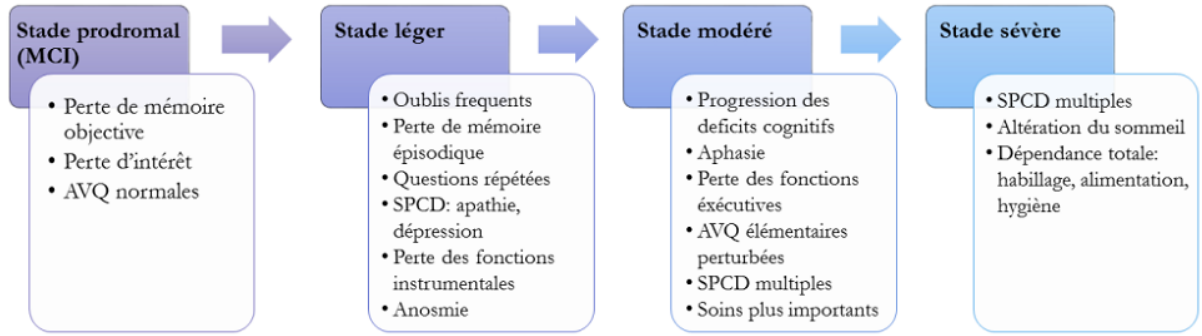 Stade prodromal
(MCI)
• Perte de mémoire
objective
• Perte d'intérêt
• AVQ normales
Stade léger
• Oublis frequents
• Perte de mémoire
épisodique
• Questions répétées
• SPCD: apathie,
dépression
• Perte des fonctions
instrumentales
• Anosmie
Stade modéré
• Progression des
deficits cognitifs
• Aphasie
• Perte des fonctions
éxécutives
• AVQ élémentaires
perturbées
• SPCD multiples
• Soins plus importants
Stade sévère
• SPCD multiples
• Altération du sommeil
• Dépendance totale:
habillage, alimentation,
hygiène